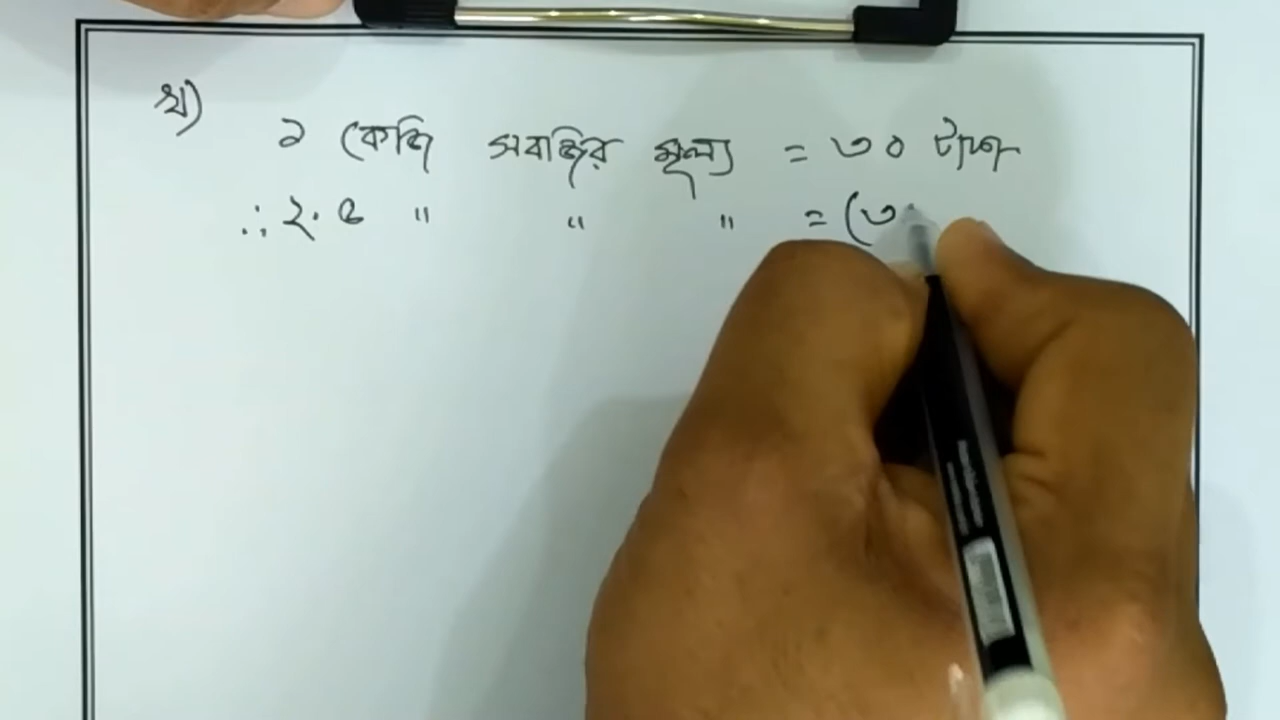 খ)
১ কেজি সবজির মূল্য = ৩০ টাকা
∴ ২.৫ " " " = (৩